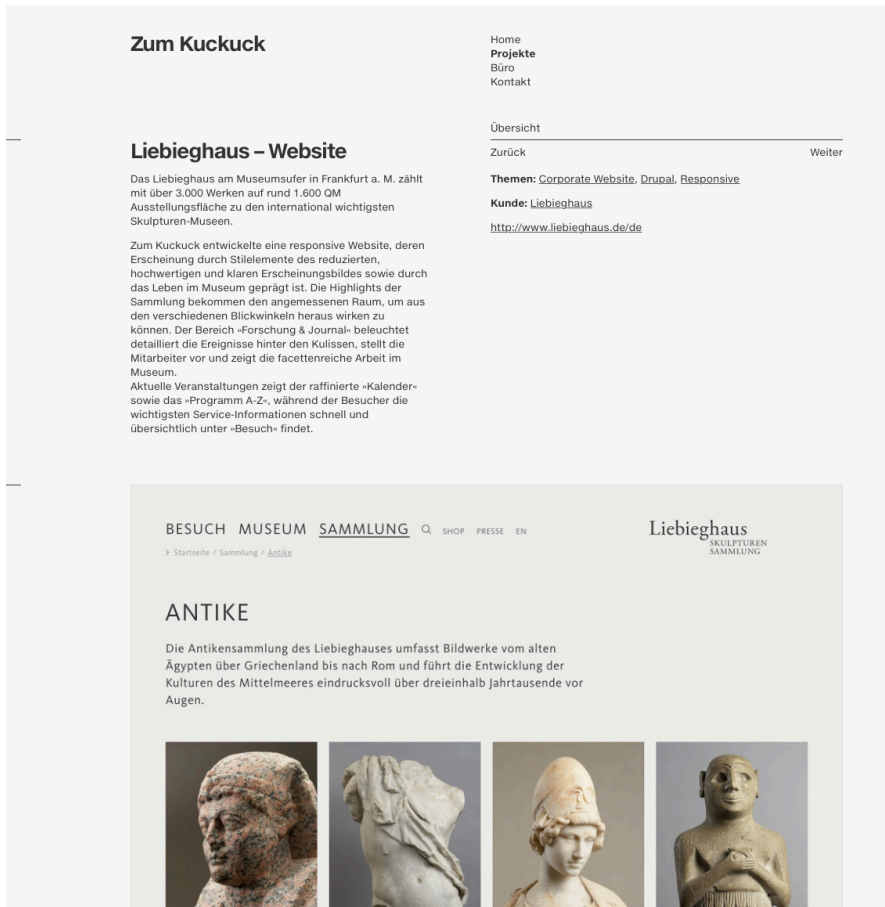 Zum Kuckuck
Home
Projekte
Büro
Kontakt
Übersicht
Zurück
Weiter
Liebieghaus – Website
Das Liebieghaus am Museumsufer in Frankfurt a. M. zählt
mit über 3.000 Werken auf rund 1.600 QM
Ausstellungsfläche zu den international wichtigsten
Skulpturen-Museen.
Zum Kuckuck entwickelte eine responsive Website, deren
Erscheinung durch Stilelemente des reduzierten,
hochwertigen und klaren Erscheinungsbildes sowie durch
das Leben im Museum geprägt ist. Die Highlights der
Sammlung bekommen den angemessenen Raum, um aus
den verschiedenen Blickwinkeln heraus wirken zu
können. Der Bereich »Forschung & Journal« beleuchtet
detailliert die Ereignisse hinter den Kulissen, stellt die
Mitarbeiter vor und zeigt die facettenreiche Arbeit im
Museum.
Aktuelle Veranstaltungen zeigt der raffinierte »Kalender«
sowie das »Programm A-Z«, während der Besucher die
wichtigsten Service-Informationen schnell und
übersichtlich unter »Besuch« findet.
Themen: Corporate Website, Drupal, Responsive
Kunde: Liebieghaus
http://www.liebieghaus.de/de
BESUCH MUSEUM SAMMLUNG SHOP PRESSE EN
Startseite / Sammlung / Antike
Liebieghaus
SKULPTUREN
SAMMLUNG
ANTIKE
Die Antikensammlung des Liebieghauses umfasst Bildwerke vom alten
Ägypten über Griechenland bis nach Rom und führt die Entwicklung der
Kulturen des Mittelmeeres eindrucksvoll über dreieinhalb Jahrtausende vor
Augen.